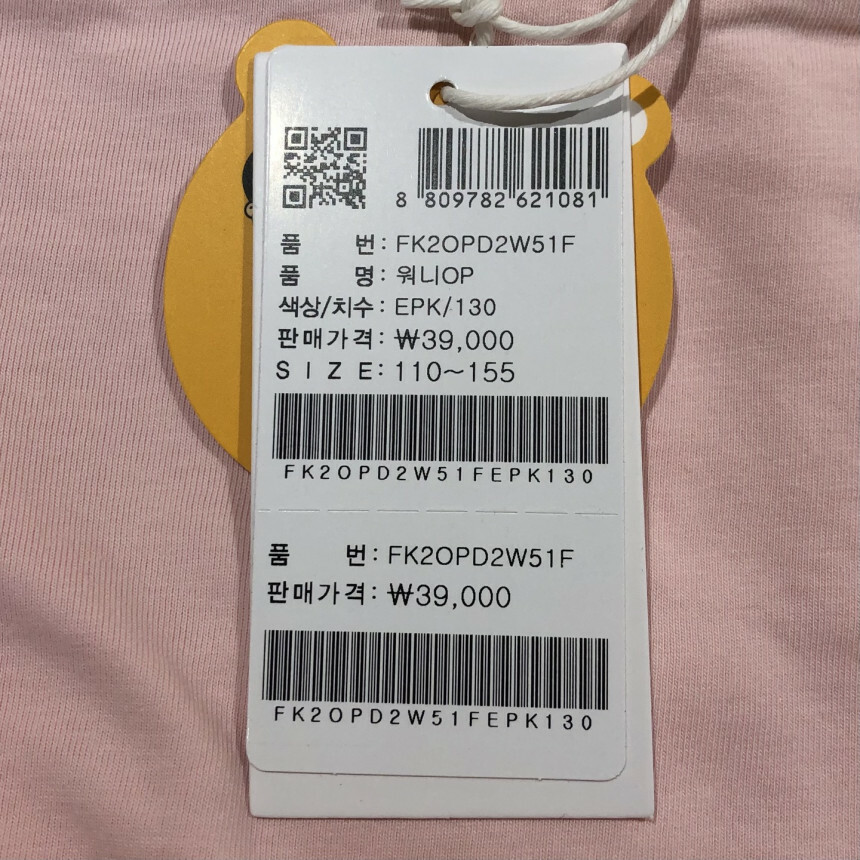 8 809782 621081
품 번: FK2OPD2W51F
품 명: 워니OP
색상/치수: EPK/130
판매가격: ₩39,000
SIZE: 110~155
FK2OPD2W51FEPK130
품 번: FK2OPD2W51F
판매가격: ₩39,000
FK2OPD2W51FEPK130